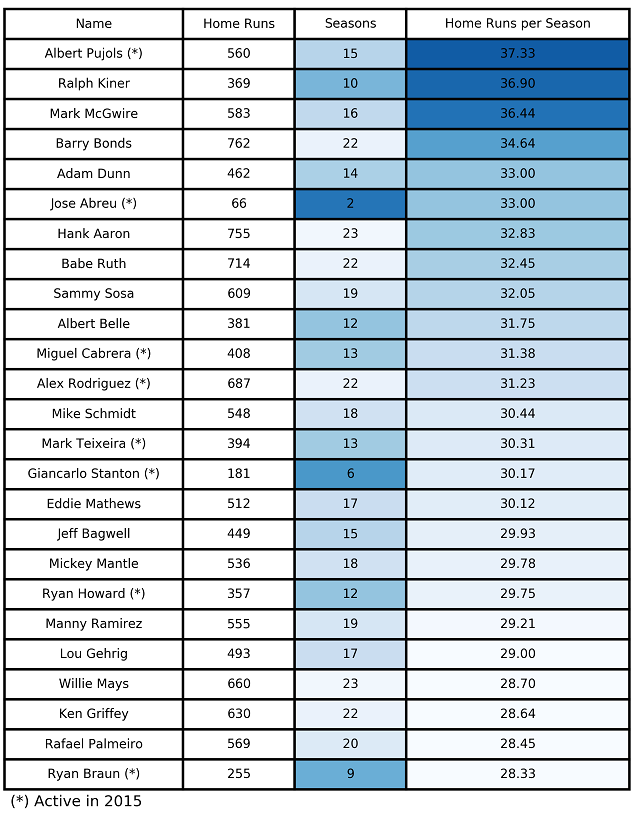 Name Home Runs Seasons Home Runs per Season
Albert Pujols (*) 560 15 37.33
Ralph Kiner 369 10 36.90
Mark McGwire 583 16 36.44
Barry Bonds 762 22 34.64
Adam Dunn 462 14 33.00
Jose Abreu (*) 66 2 33.00
Hank Aaron 755 23 32.83
Babe Ruth 714 22 32.45
Sammy Sosa 609 19 32.05
Albert Belle 381 12 31.75
Miguel Cabrera (*) 408 13 31.38
Alex Rodriguez (*) 687 22 31.23
Mike Schmidt 548 18 30.44
Mark Teixeira (*) 394 13 30.31
Giancarlo Stanton (*) 181 6 30.17
Eddie Mathews 512 17 30.12
Jeff Bagwell 449 15 29.93
Mickey Mantle 536 18 29.78
Ryan Howard (*) 357 12 29.75
Manny Ramirez 555 19 29.21
Lou Gehrig 493 17 29.00
Willie Mays 660 23 28.70
Ken Griffey 630 22 28.64
Rafael Palmeiro 569 20 28.45
Ryan Braun (*) 255 9 28.33
(*) Active in 2015